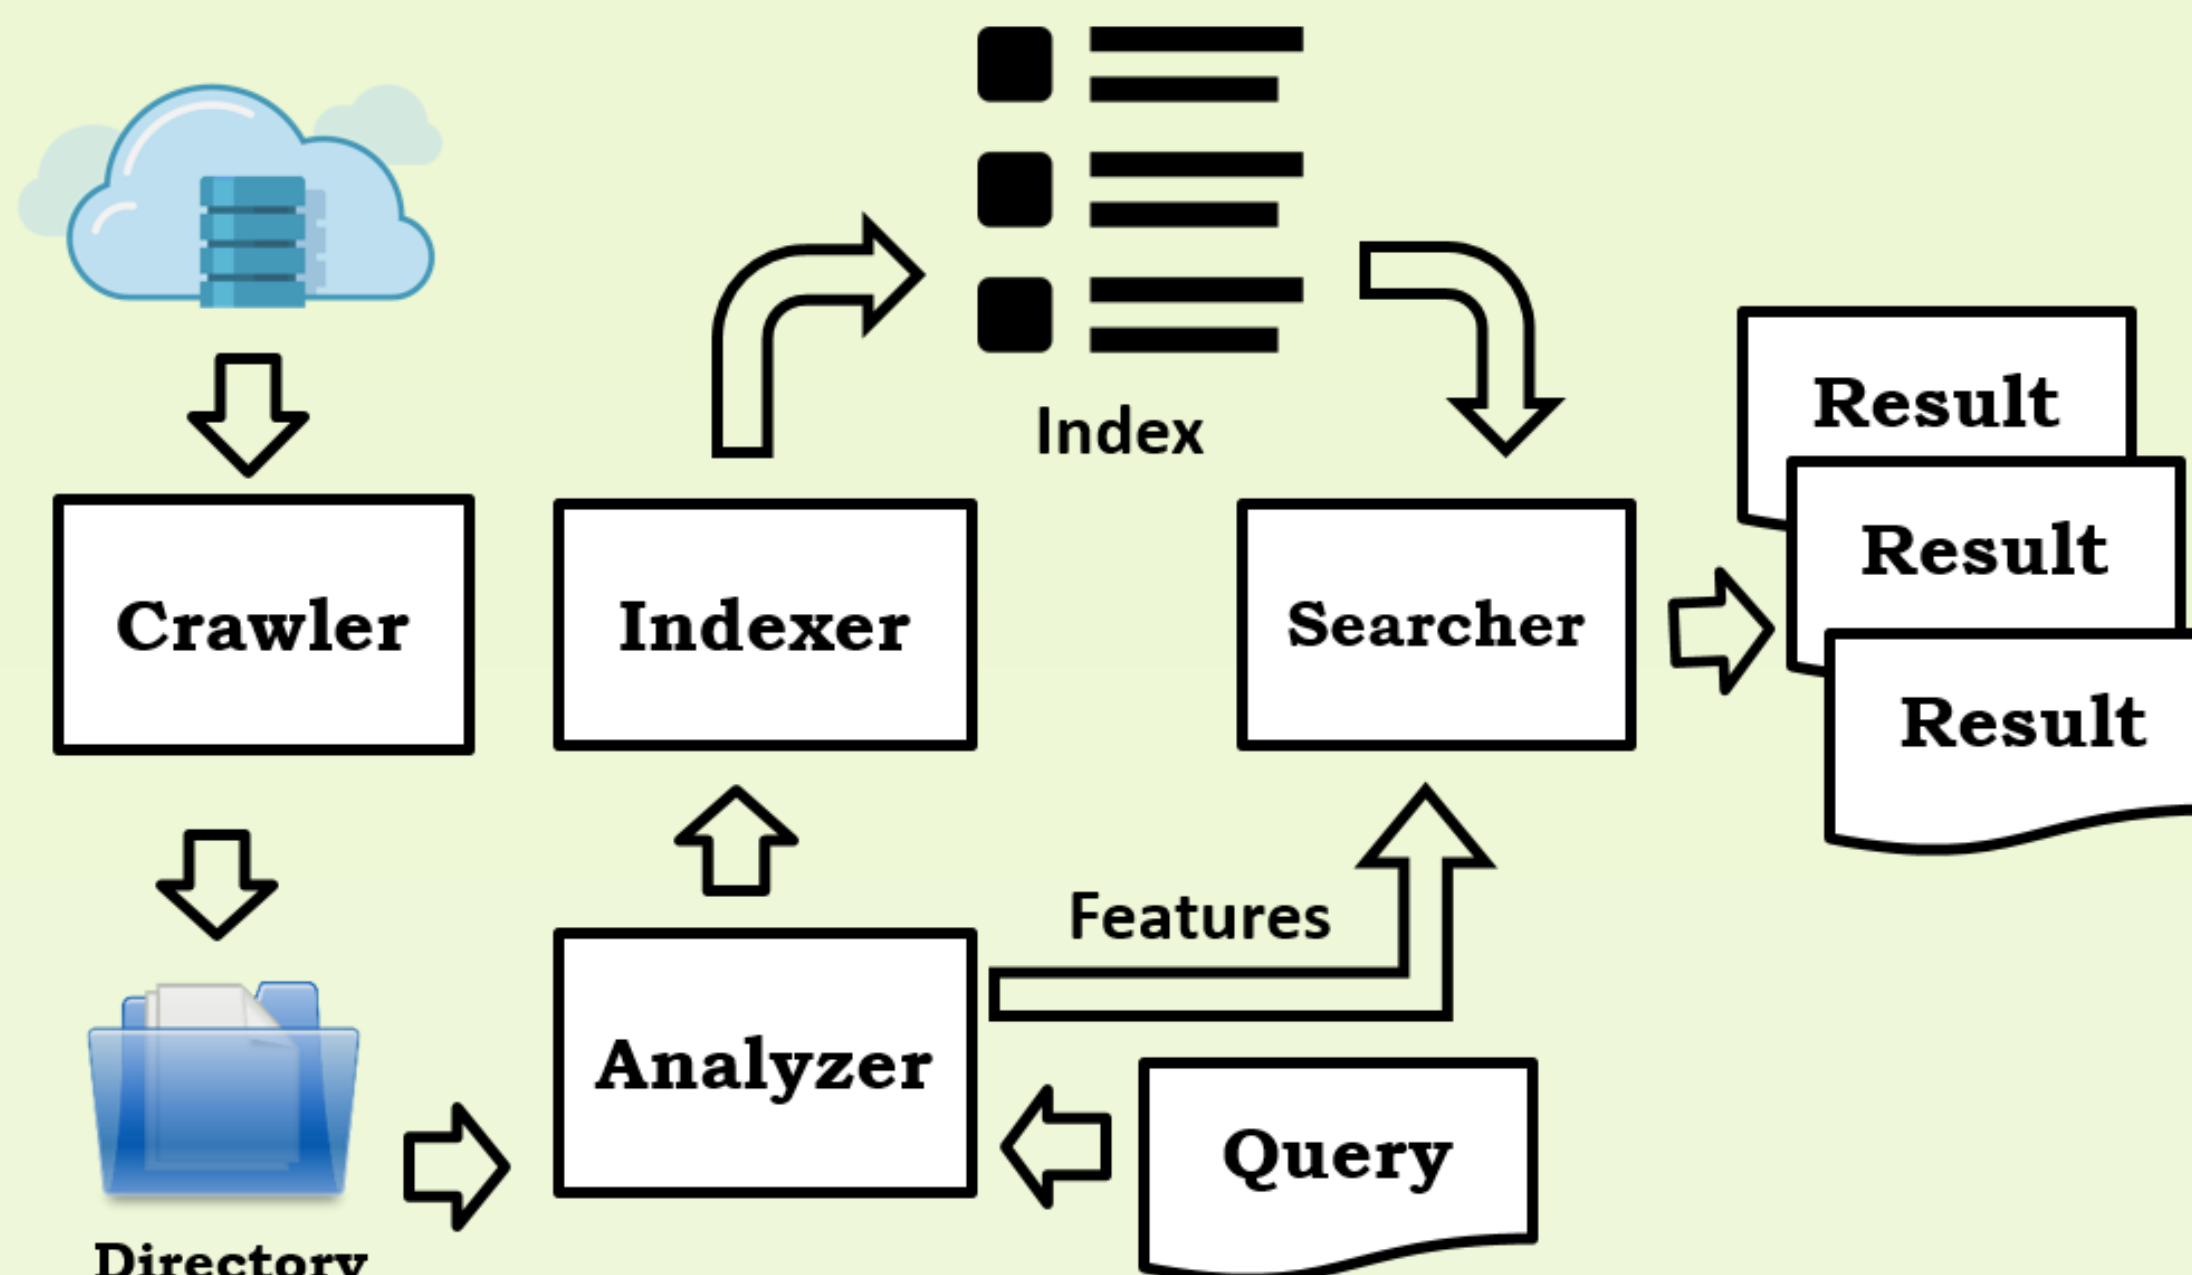 Index
Result
Result
Result
Crawler
Indexer
Searcher
Features
Analyzer
Query
Directory